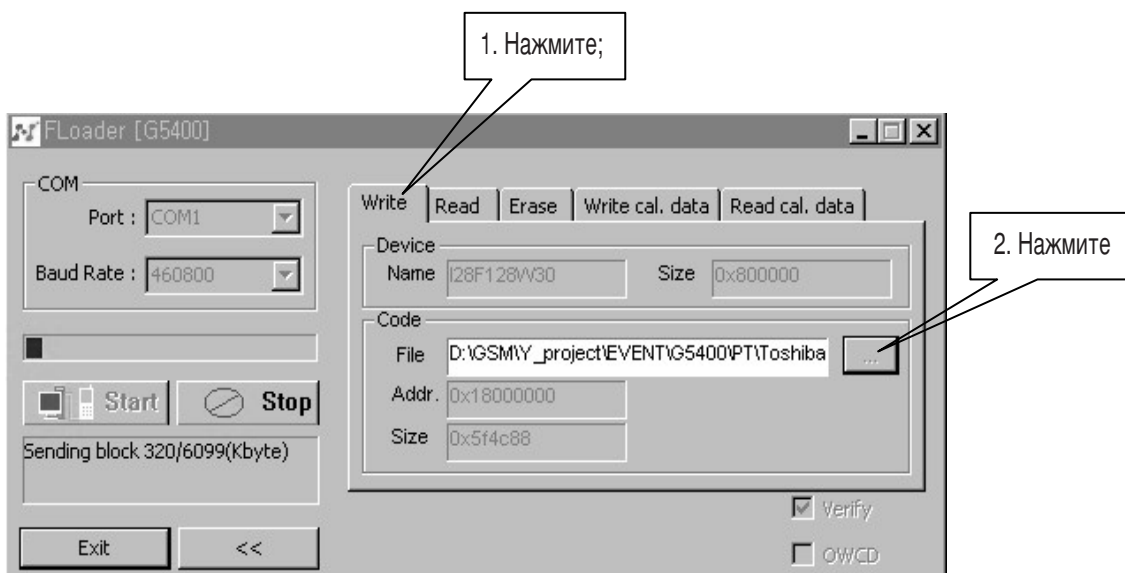 1. Нажмите;
FLoader [G5400]
COM
Port : COM1
Baud Rate : 460800
Start Stop
Sending block 320/6099(Kbyte)
Exit <<
Write Read Erase Write cal. data Read cal. data
Device
Name I28F128W30 Size 0x800000
Code
File D:\GSM\Y_project\EVENT\G5400\PT\Toshiba ...
Addr. 0x18000000
Size 0x5f4c88
Verify
OWCD
2. Нажмите